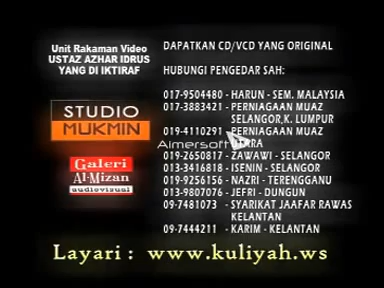 Unit Rakaman Video
USTAZ AZHAR IDRUS
YANG DI IKTIRAF
STUDIO
MUKMIN
Galeri
Al-Mizan
audiovisual
DAPATKAN CD/VCD YANG ORIGINAL
HUBUNGI PENGEDAR SAH:
017-9504480 - HARUN - SEM. MALAYSIA
017-3883421 - PERNIAGAAN MUAZ
SELANGOR,K. LUMPUR
019-4110291 - PERNIAGAAN MUAZ
Aimersoft
019-2650817 - ZAWAWI - SELANGOR
013-3416818 - ISENIN - SELANGOR
019-9256156 - NAZRI - TERENGGANU
013-9807076 - JEFRI - DUNGUN
09-7481073 - SYARIKAT JAAFAR RAWAS
KELANTAN
09-7444211 - KARIM - KELANTAN
Layari : www.kuliyah.ws